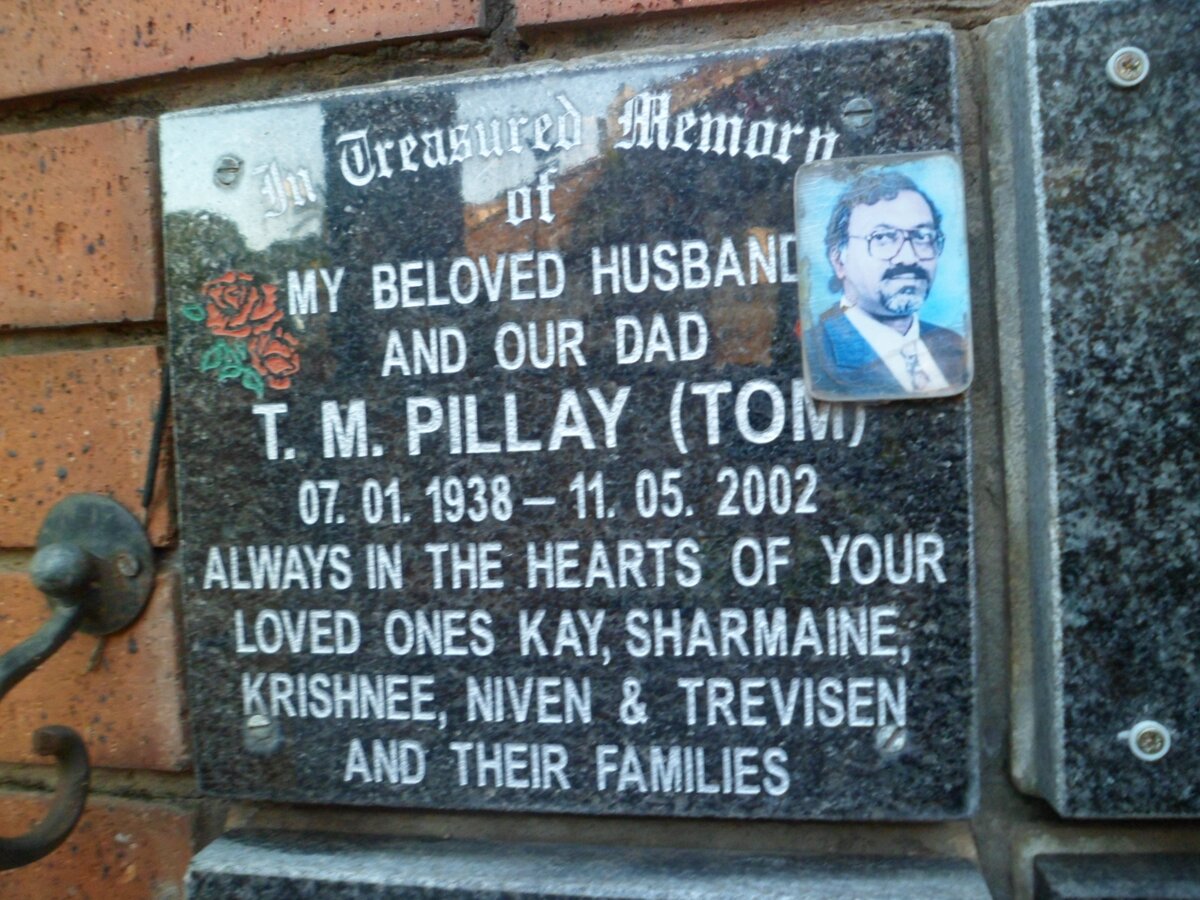 In Treasured Memory
of
MY BELOVED HUSBAND
AND OUR DAD
T. M. PILLAY (TOM)
07. 01. 1938 – 11. 05. 2002
ALWAYS IN THE HEARTS OF YOUR
LOVED ONES KAY, SHARMAINE,
KRISHNEE, NIVEN & TREVISEN
AND THEIR FAMILIES